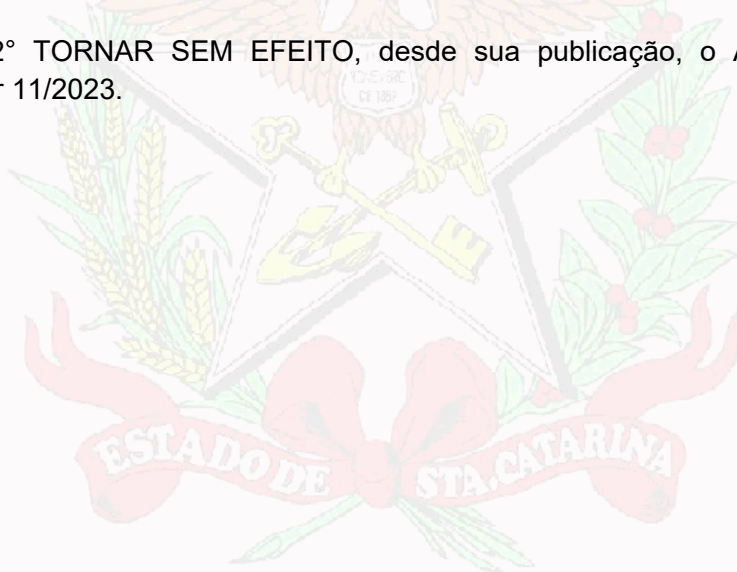 2° TORNAR SEM EFEITO, desde sua publicação, o A
r 11/2023.
ESTADO DE STA. CATARINA